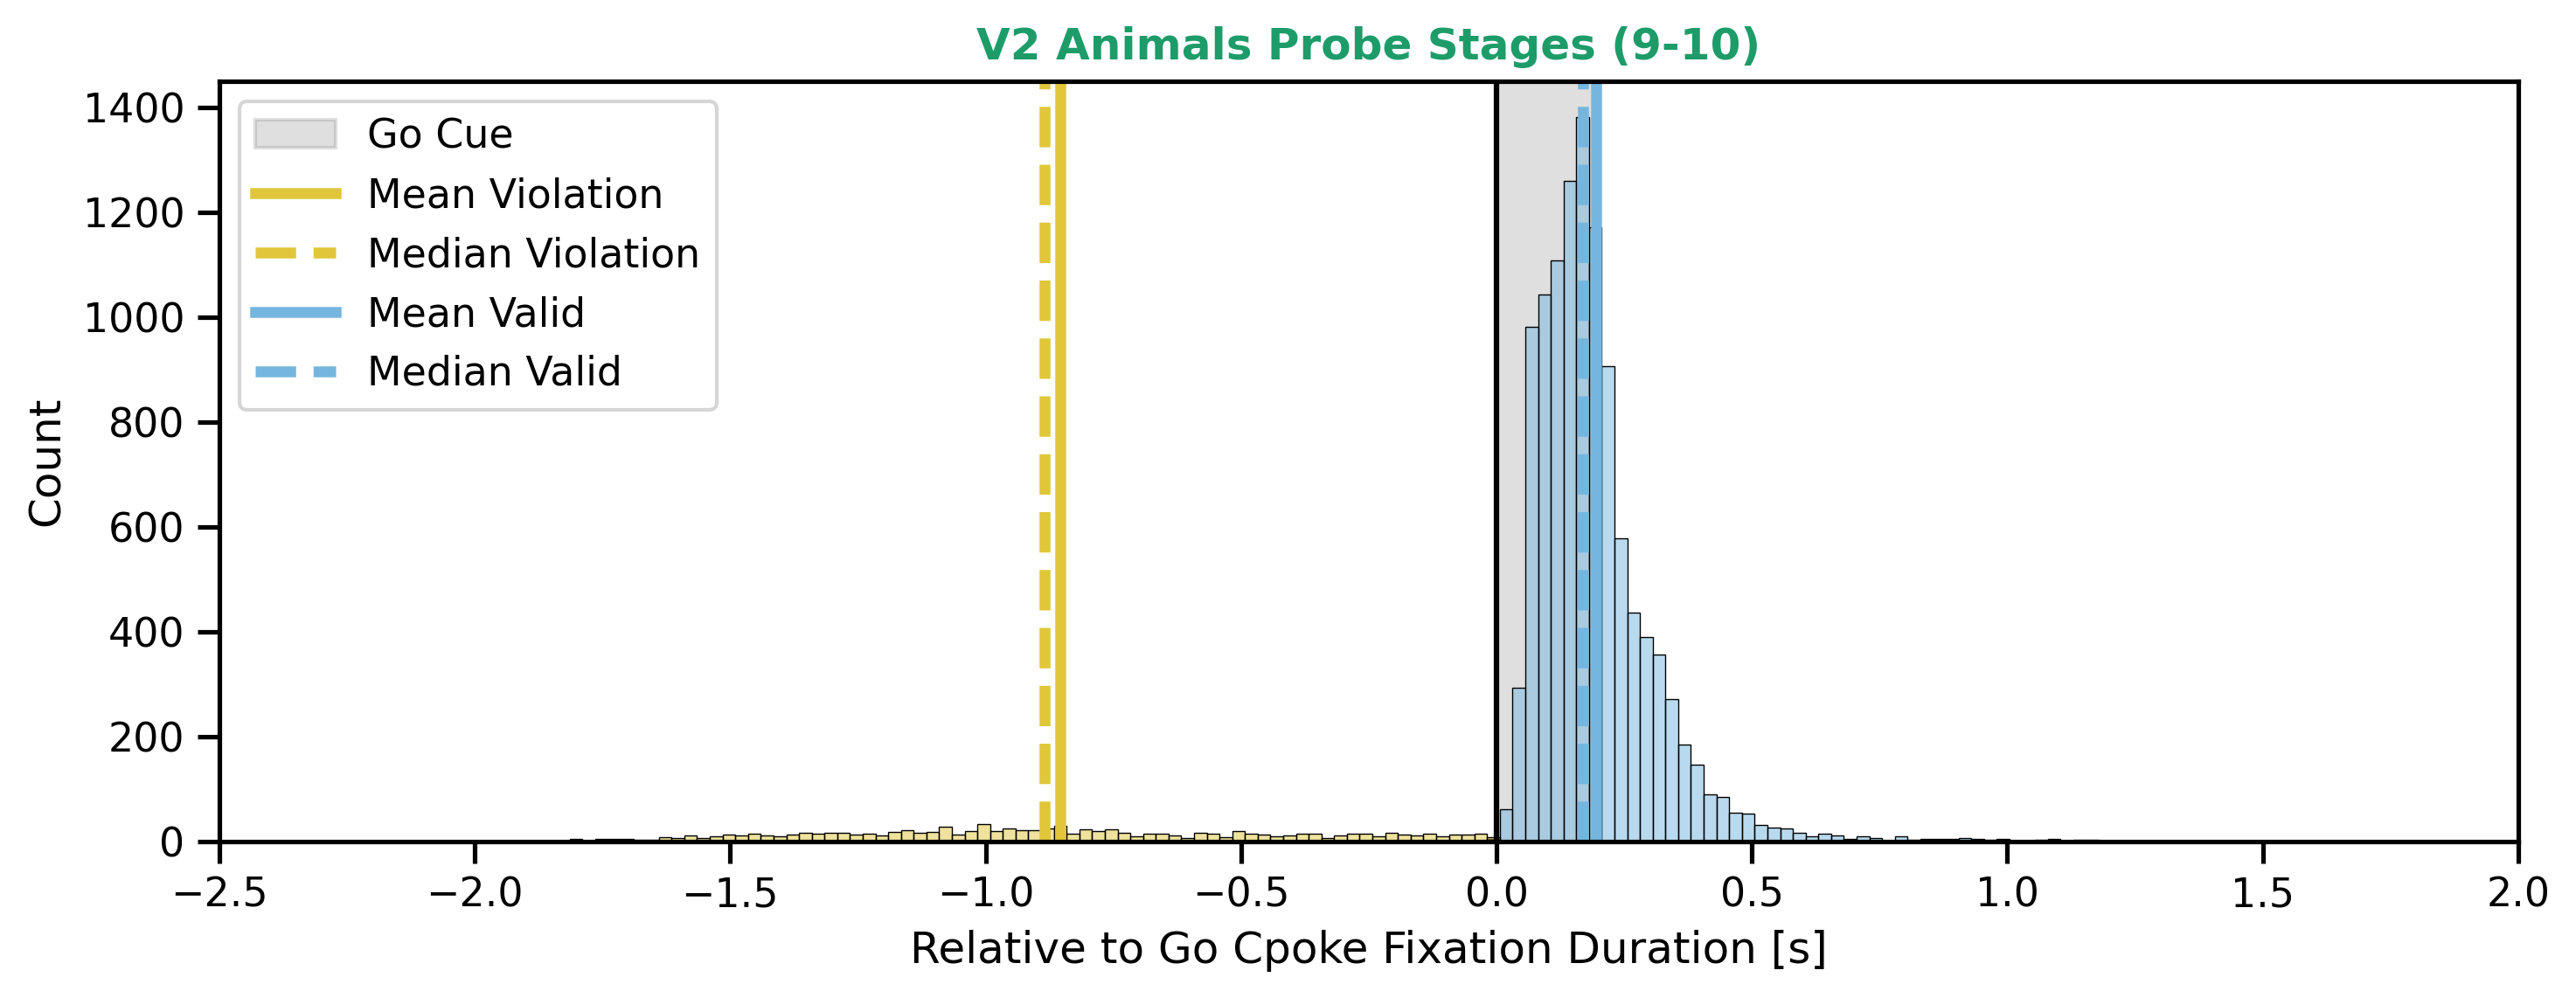 V2 Animals Probe Stages (9-10)
Go Cue
Mean Violation
Median Violation
Mean Valid
Median Valid
Count
1400
1200
1000
800
600
400
200
0
−2.5 −2.0 −1.5 −1.0 −0.5 0.0 0.5 1.0 1.5 2.0
Relative to Go Cpoke Fixation Duration [s]